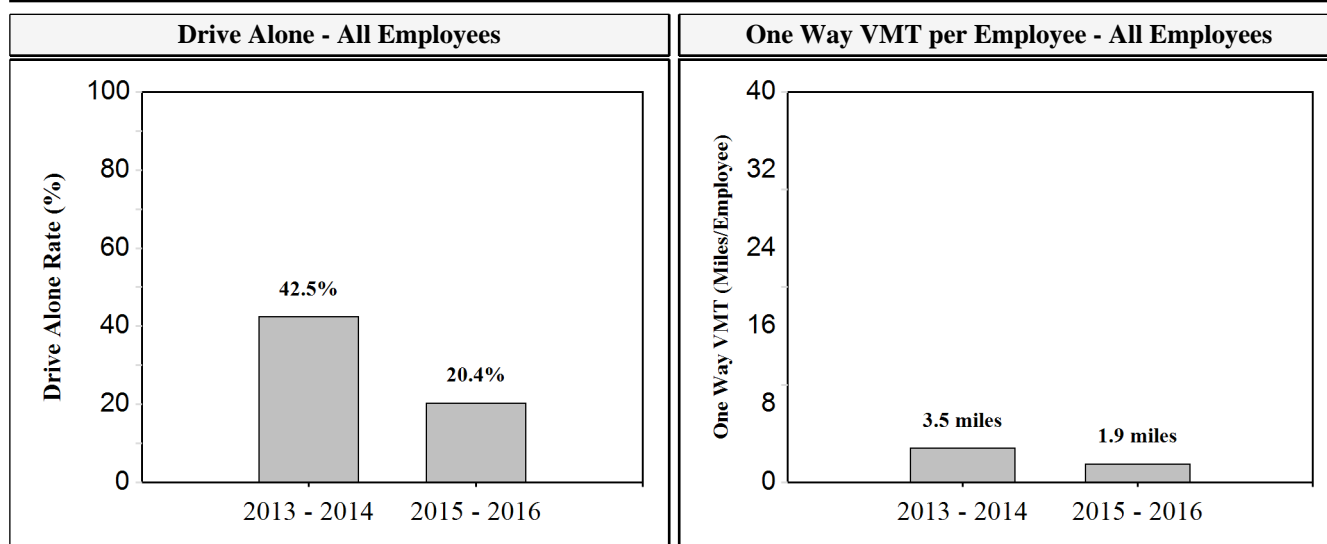 Drive Alone - All Employees
One Way VMT per Employee - All Employees
Drive Alone Rate (%)
100
80
60
40
20
0
42.5%
20.4%
2013 - 2014
2015 - 2016
One Way VMT (Miles/Employee)
40
32
24
16
8
0
3.5 miles
1.9 miles
2013 - 2014
2015 - 2016